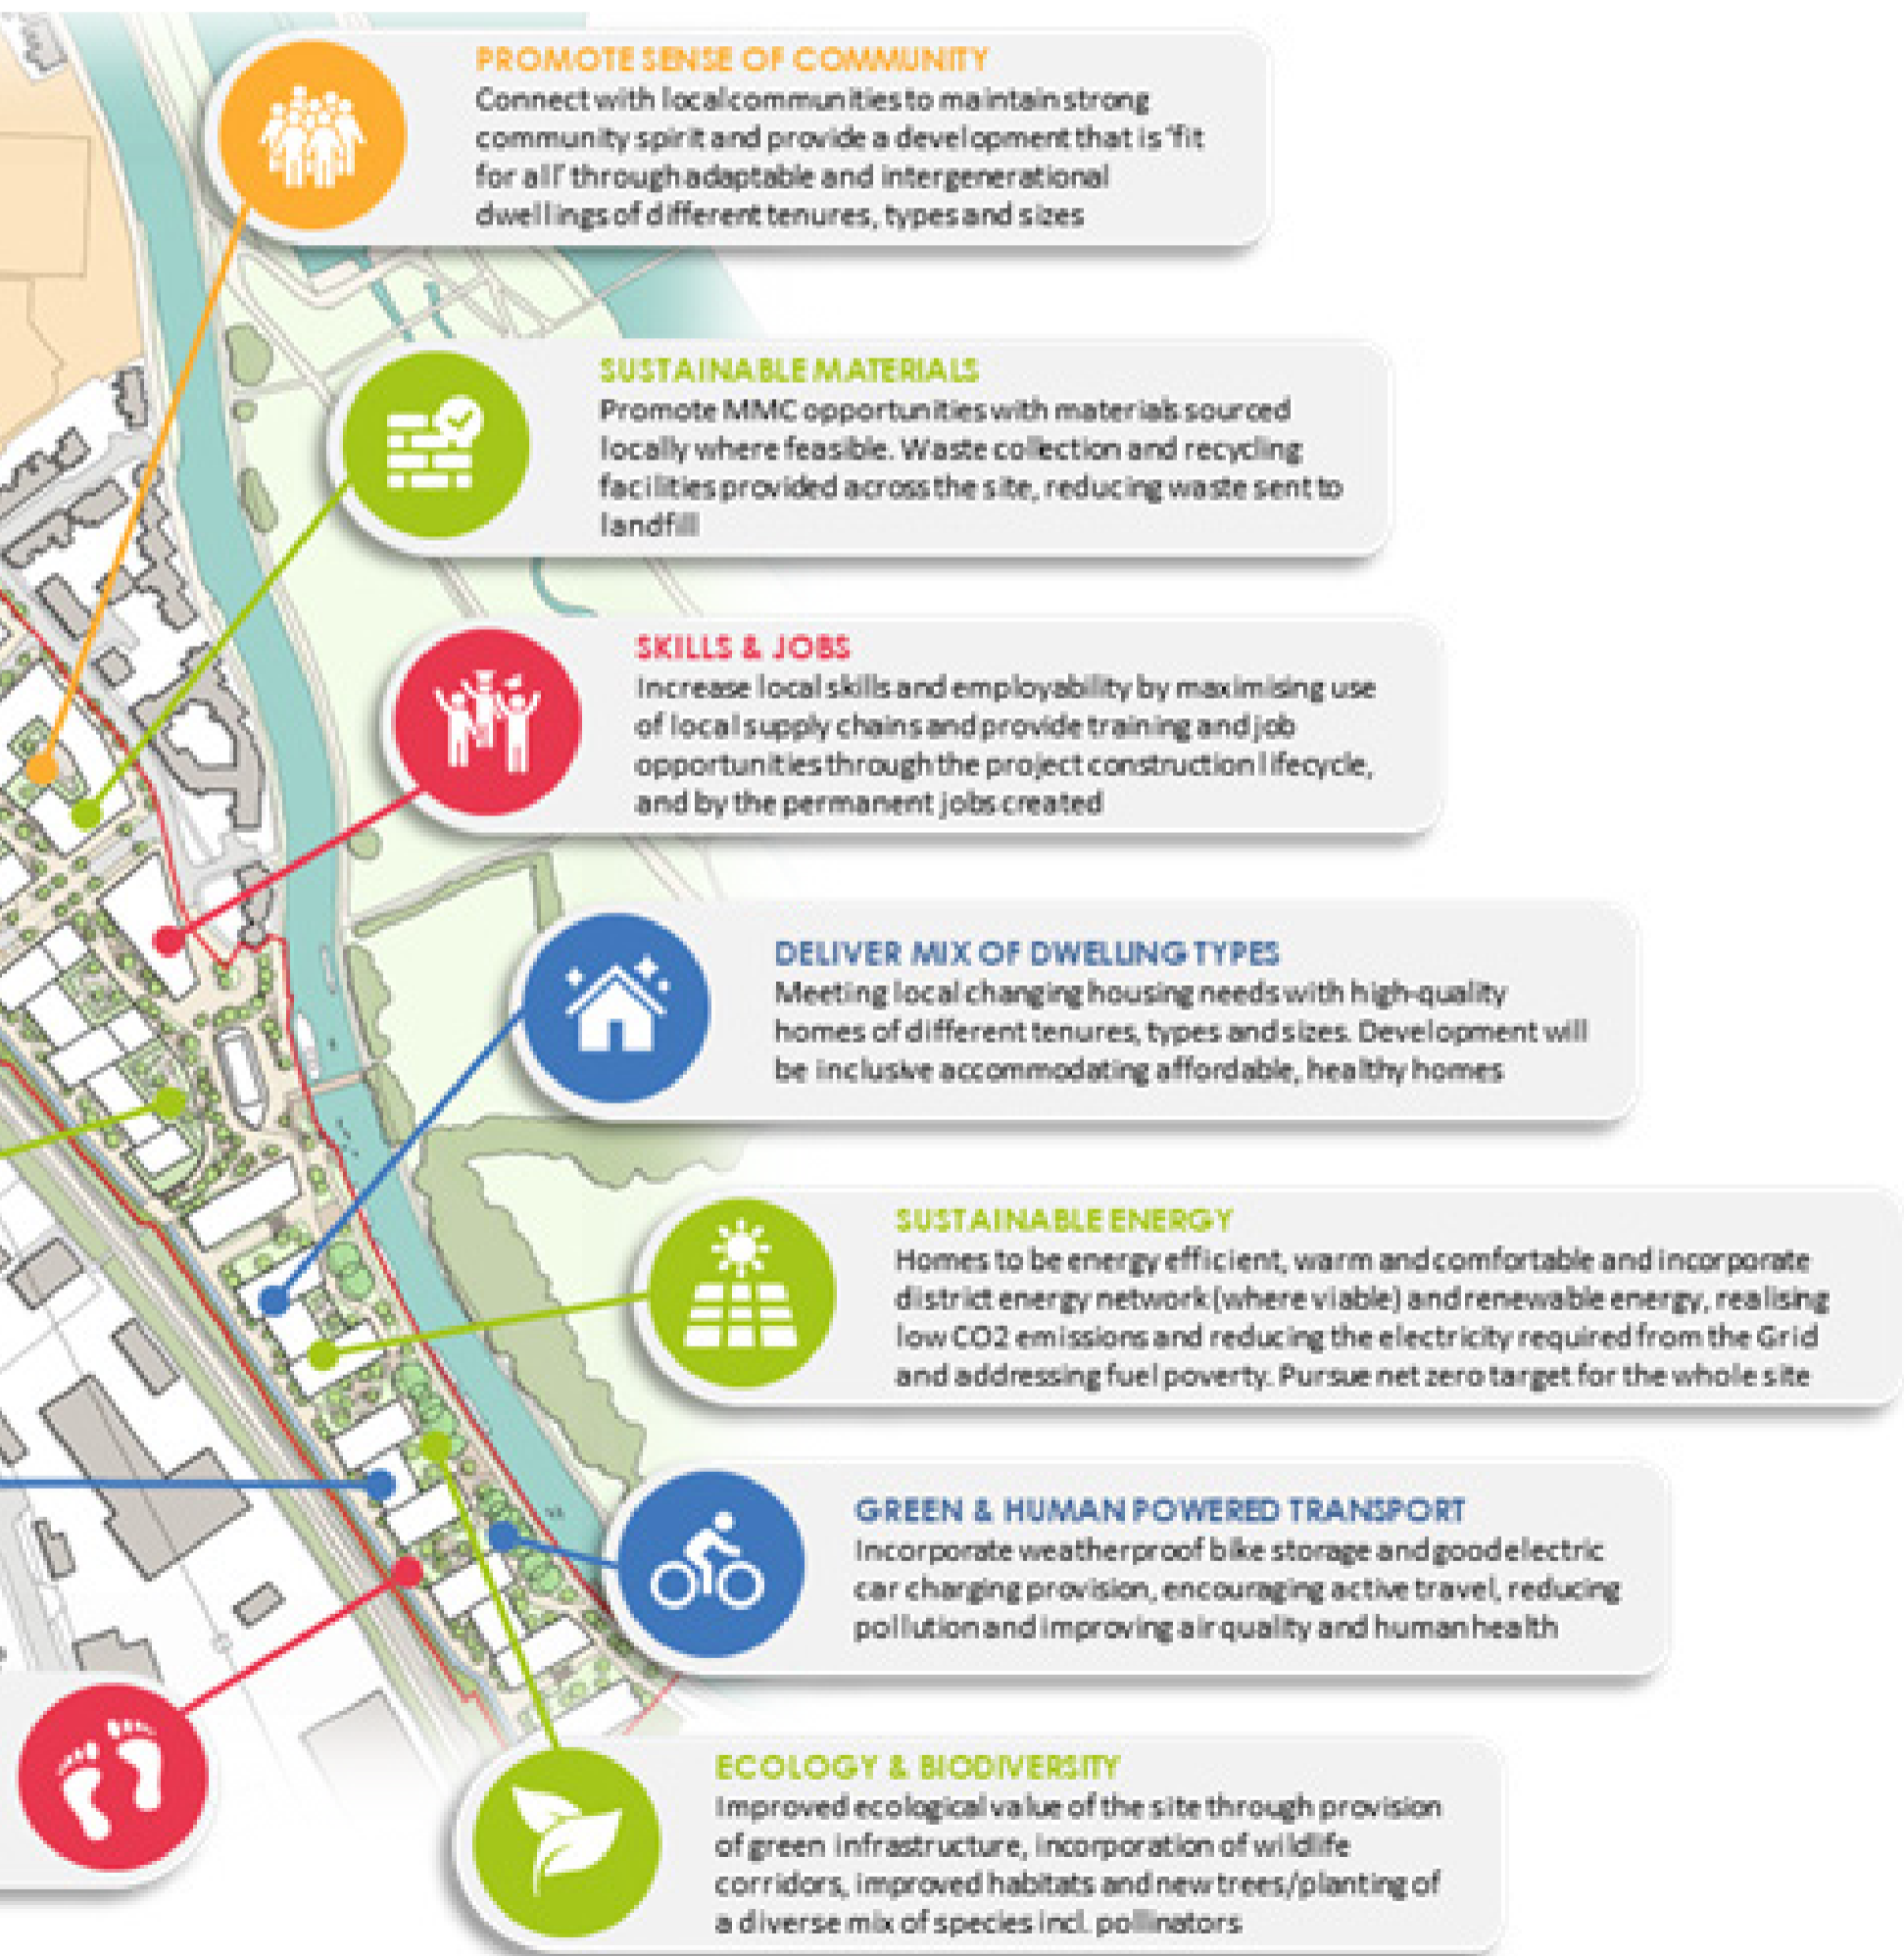 PROMOTE SENSE OF COMMUNITY
Connect with local communities to maintain strong
community spirit and provide a development that is 'fit
for all' through adaptable and intergenerational
dwellings of different tenures, types and sizes
SUSTAINABLE MATERIALS
Promote MMC opportunities with materials sourced
locally where feasible. Waste collection and recycling
facilities provided across the site, reducing waste sent to
landfill
SKILLS & JOBS
Increase local skills and employability by maximising use
of local supply chains and provide training and job
opportunities through the project construction lifecycle,
and by the permanent jobs created
DELIVER MIX OF DWELLING TYPES
Meeting local changing housing needs with high-quality
homes of different tenures, types and sizes. Development will
be inclusive accommodating affordable, healthy homes
SUSTAINABLE ENERGY
Homes to be energy efficient, warm and comfortable and incorporate
district energy network (where viable) and renewable energy, realising
low CO2 emissions and reducing the electricity required from the Grid
and addressing fuel poverty. Pursue net zero target for the whole site
GREEN & HUMAN POWERED TRANSPORT
Incorporate weatherproof bike storage and good electric
car charging provision, encouraging active travel, reducing
pollution and improving air quality and human health
ECOLOGY & BIODIVERSITY
Improved ecological value of the site through provision
of green infrastructure, incorporation of wildlife
corridors, improved habitats and new trees/planting of
a diverse mix of species incl. pollinators